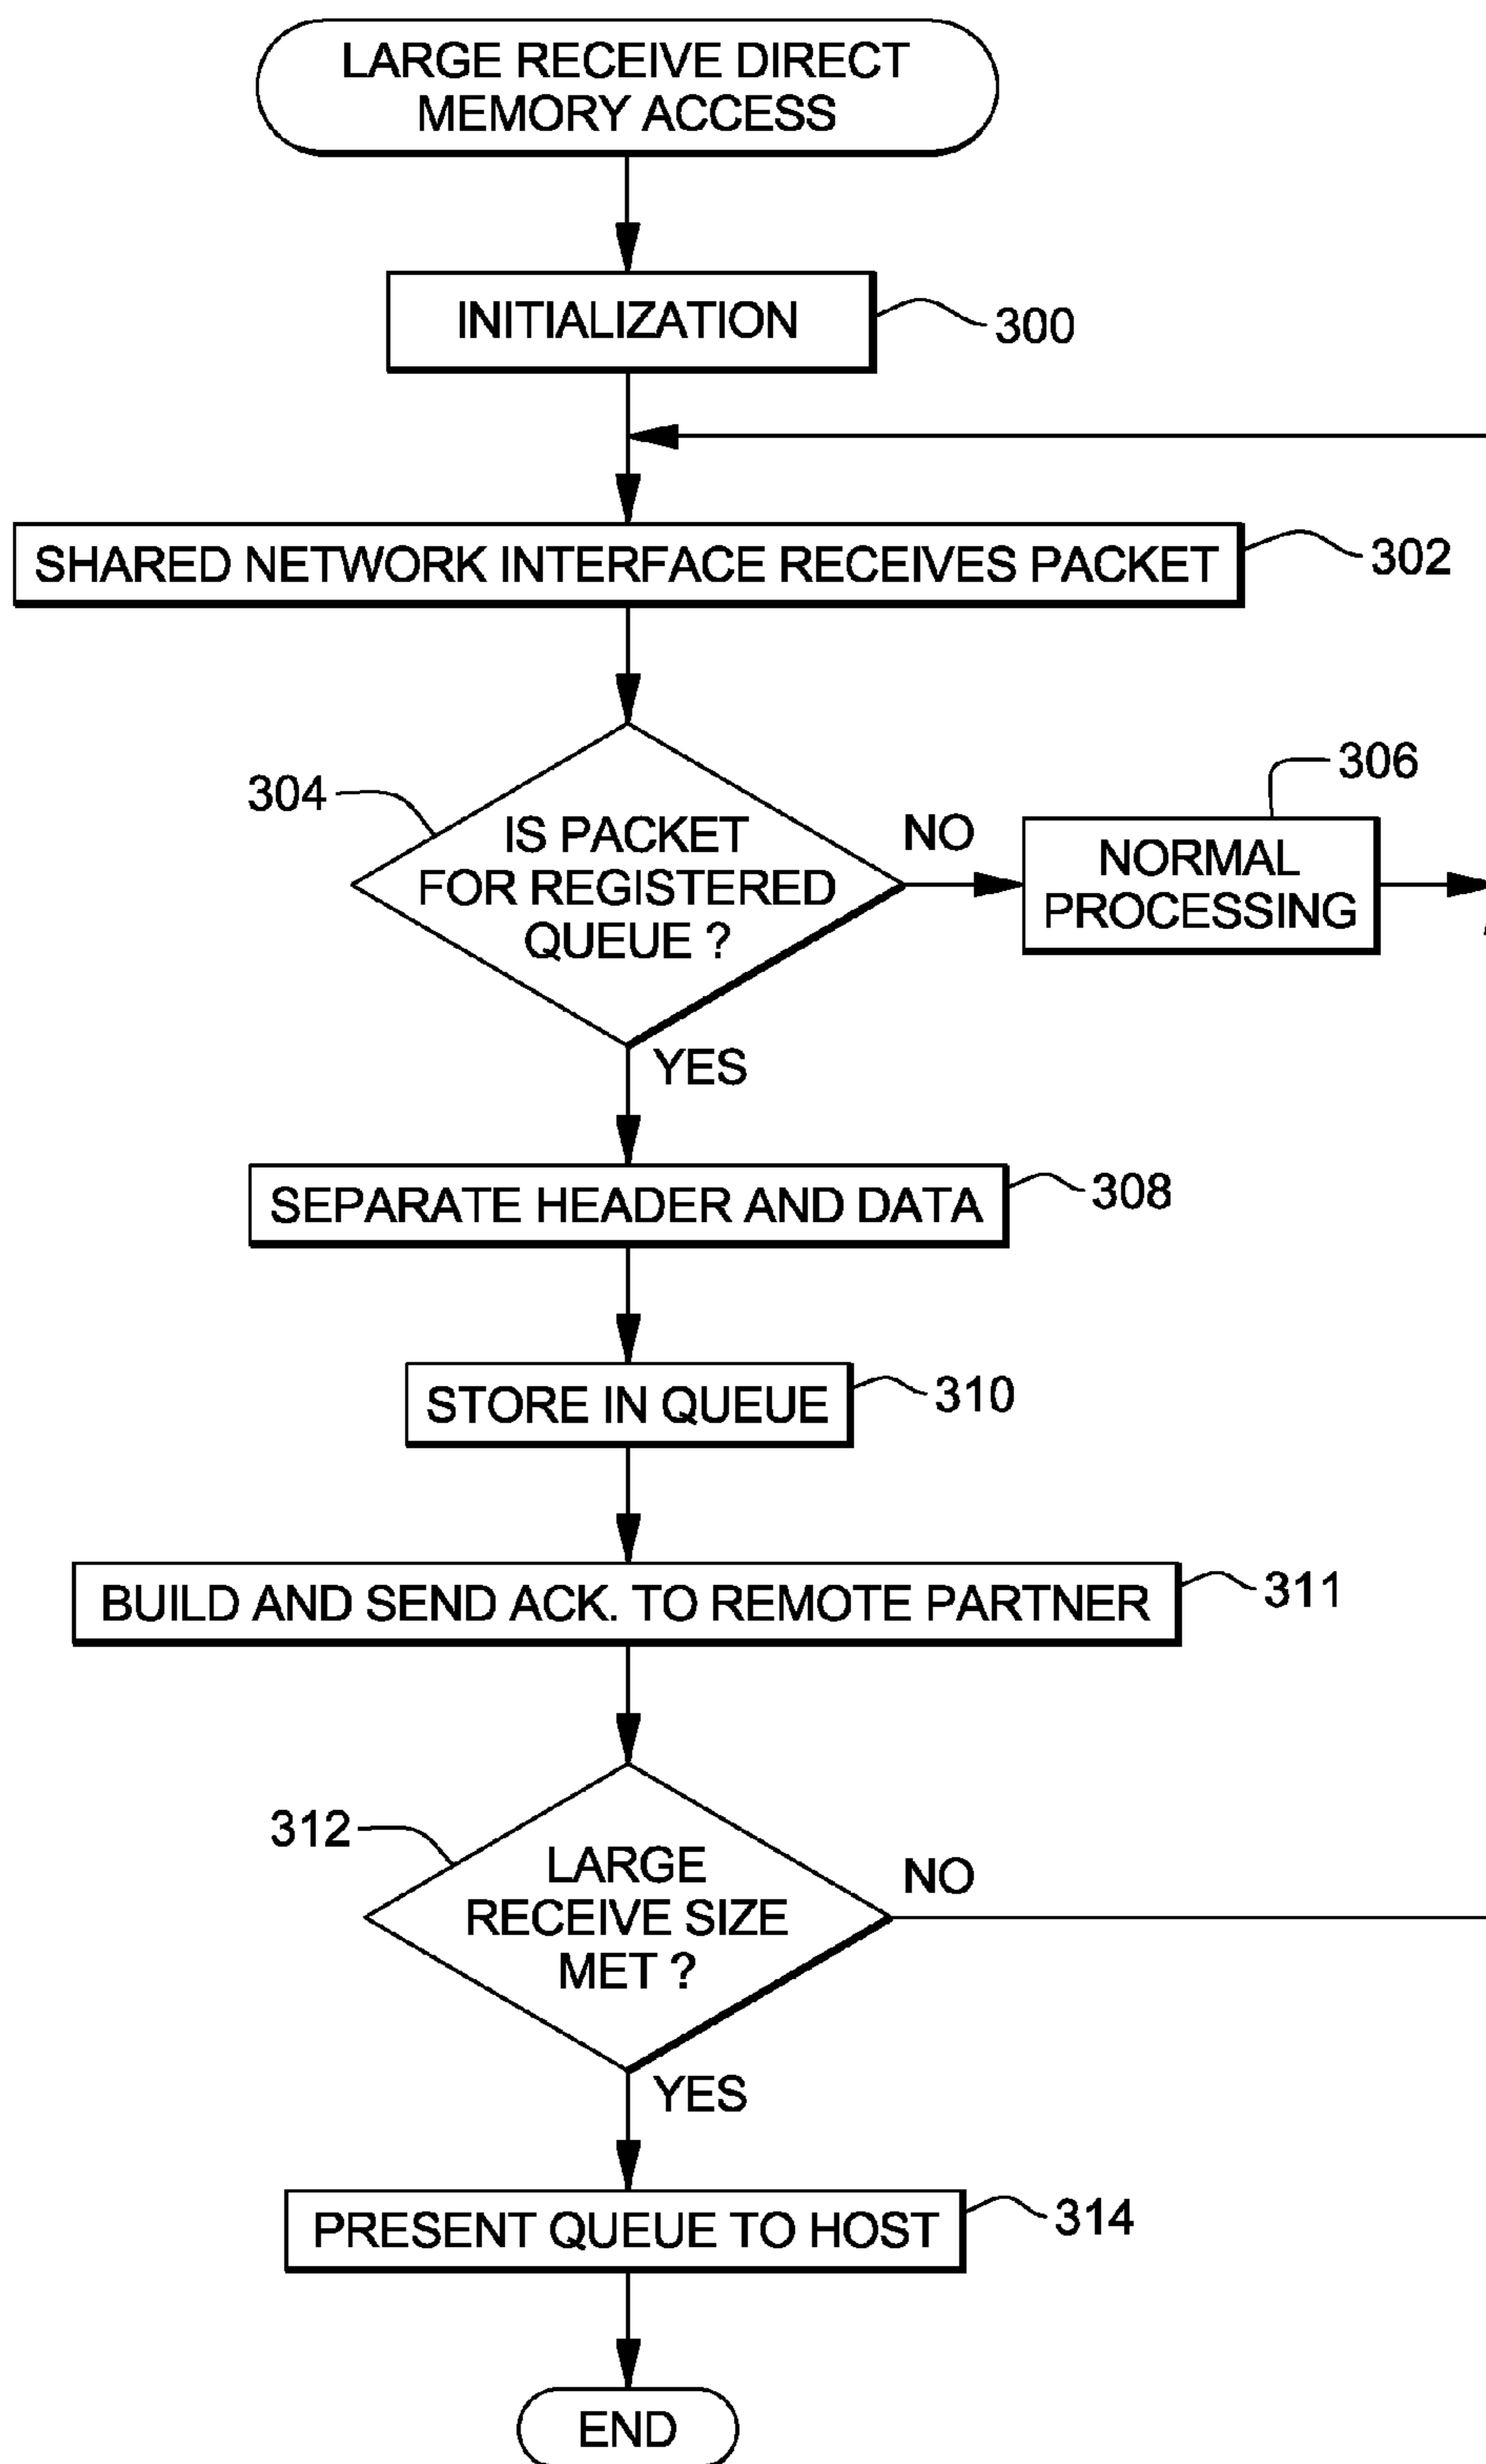 LARGE RECEIVE DIRECT
MEMORY ACCESS
INITIALIZATION
300
SHARED NETWORK INTERFACE RECEIVES PACKET
302
304
IS PACKET
FOR REGISTERED
QUEUE ?
NO
306
NORMAL
PROCESSING
YES
SEPARATE HEADER AND DATA
308
STORE IN QUEUE
310
BUILD AND SEND ACK. TO REMOTE PARTNER
311
312
LARGE
RECEIVE SIZE
MET ?
NO
YES
PRESENT QUEUE TO HOST
314
END